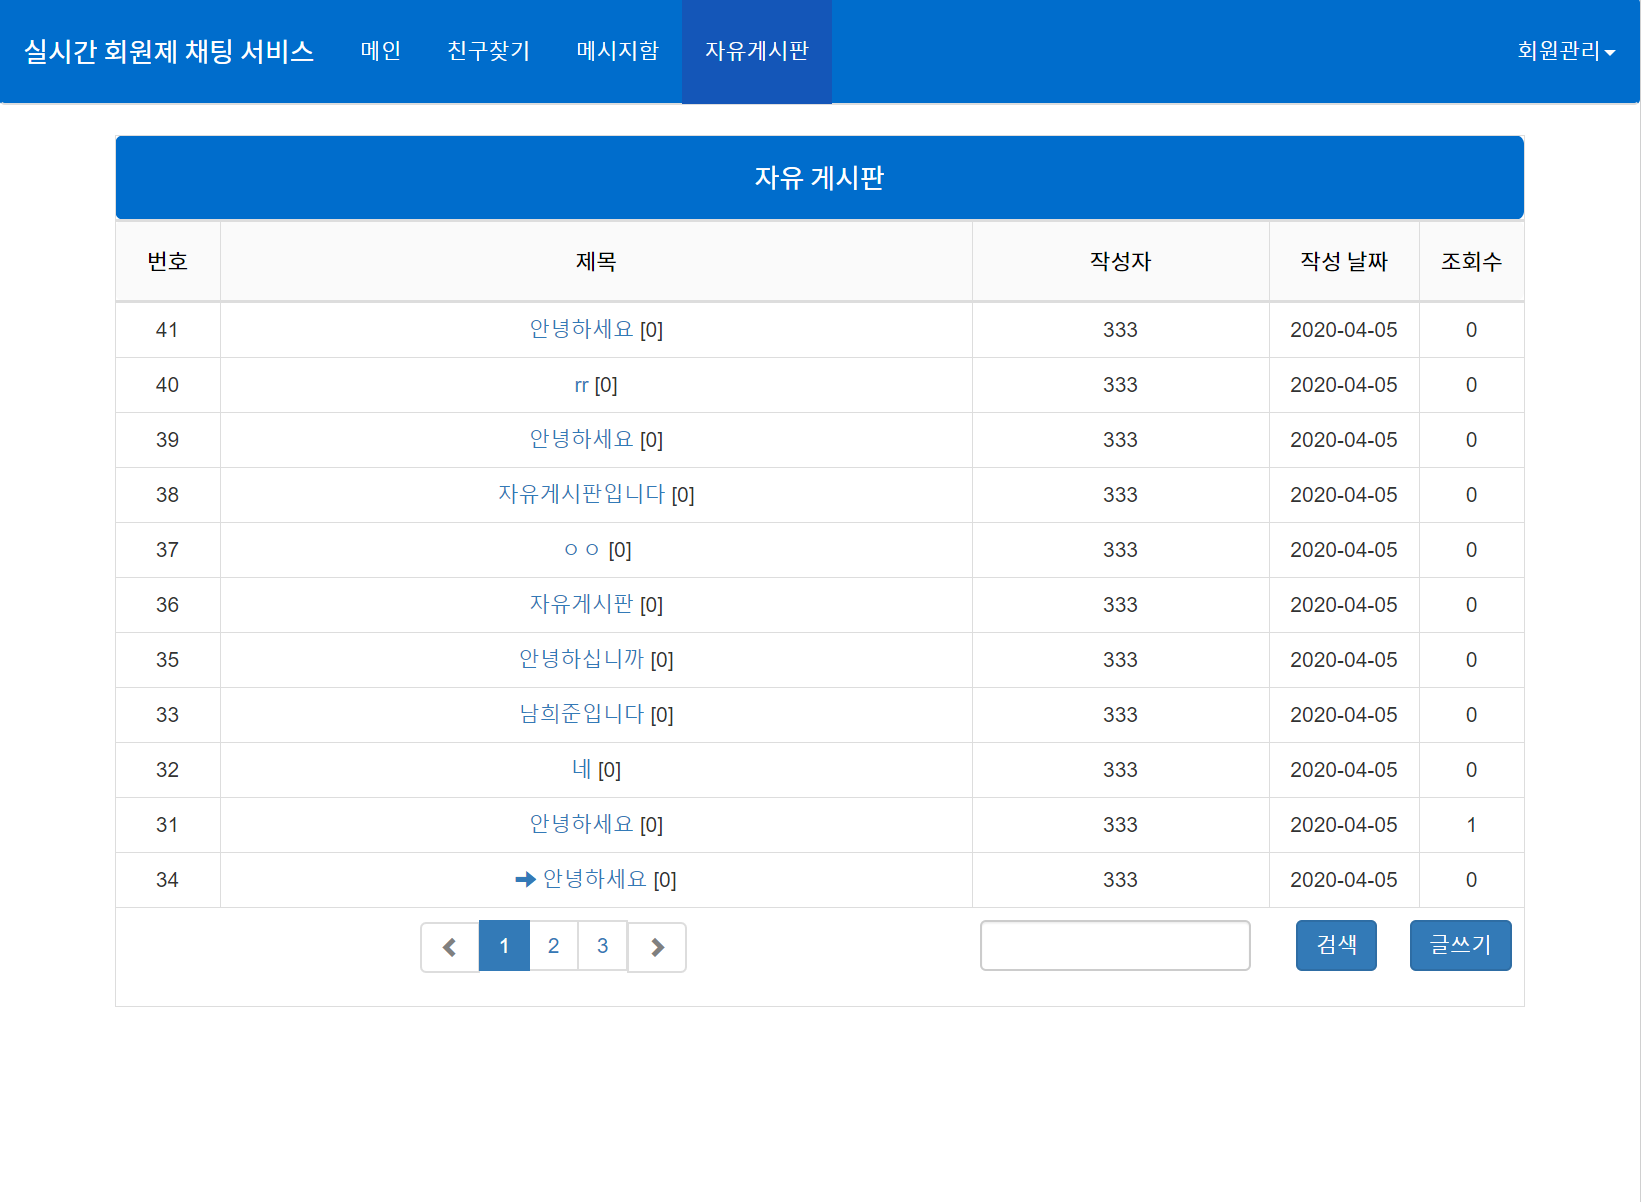 실시간 회원제 채팅 서비스 메인 친구찾기 메시지함 자유게시판 회원관리
자유 게시판
번호 제목 작성자 작성 날짜 조회수
41 안녕하세요 [0] 333 2020-04-05 0
40 rr [0] 333 2020-04-05 0
39 안녕하세요 [0] 333 2020-04-05 0
38 자유게시판입니다 [0] 333 2020-04-05 0
37 ㅇㅇ [0] 333 2020-04-05 0
36 자유게시판 [0] 333 2020-04-05 0
35 안녕하십니까 [0] 333 2020-04-05 0
33 남희준입니다 [0] 333 2020-04-05 0
32 네 [0] 333 2020-04-05 0
31 안녕하세요 [0] 333 2020-04-05 1
34 안녕하세요 [0] 333 2020-04-05 0
1 2 3 검색 글쓰기